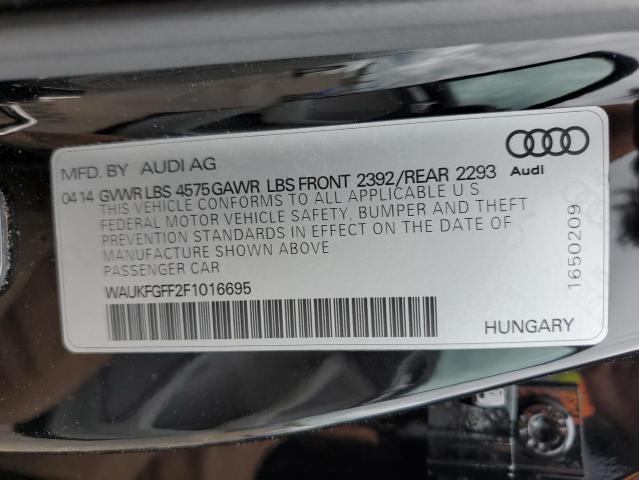 MFD. BY AUDI AG
0414 GVWR LBS 4575 GAWR LBS FRONT 2392/REAR 2293
Audi
THIS VEHICLE CONFORMS TO ALL APPLICABLE U.S.
FEDERAL MOTOR VEHICLE SAFETY, BUMPER AND THEFT
PREVENTION STANDARDS IN EFFECT ON THE DATE OF
MANUFACTURE SHOWN ABOVE
PASSENGER CAR
WAUKFGFF2F1016695
1650209
HUNGARY